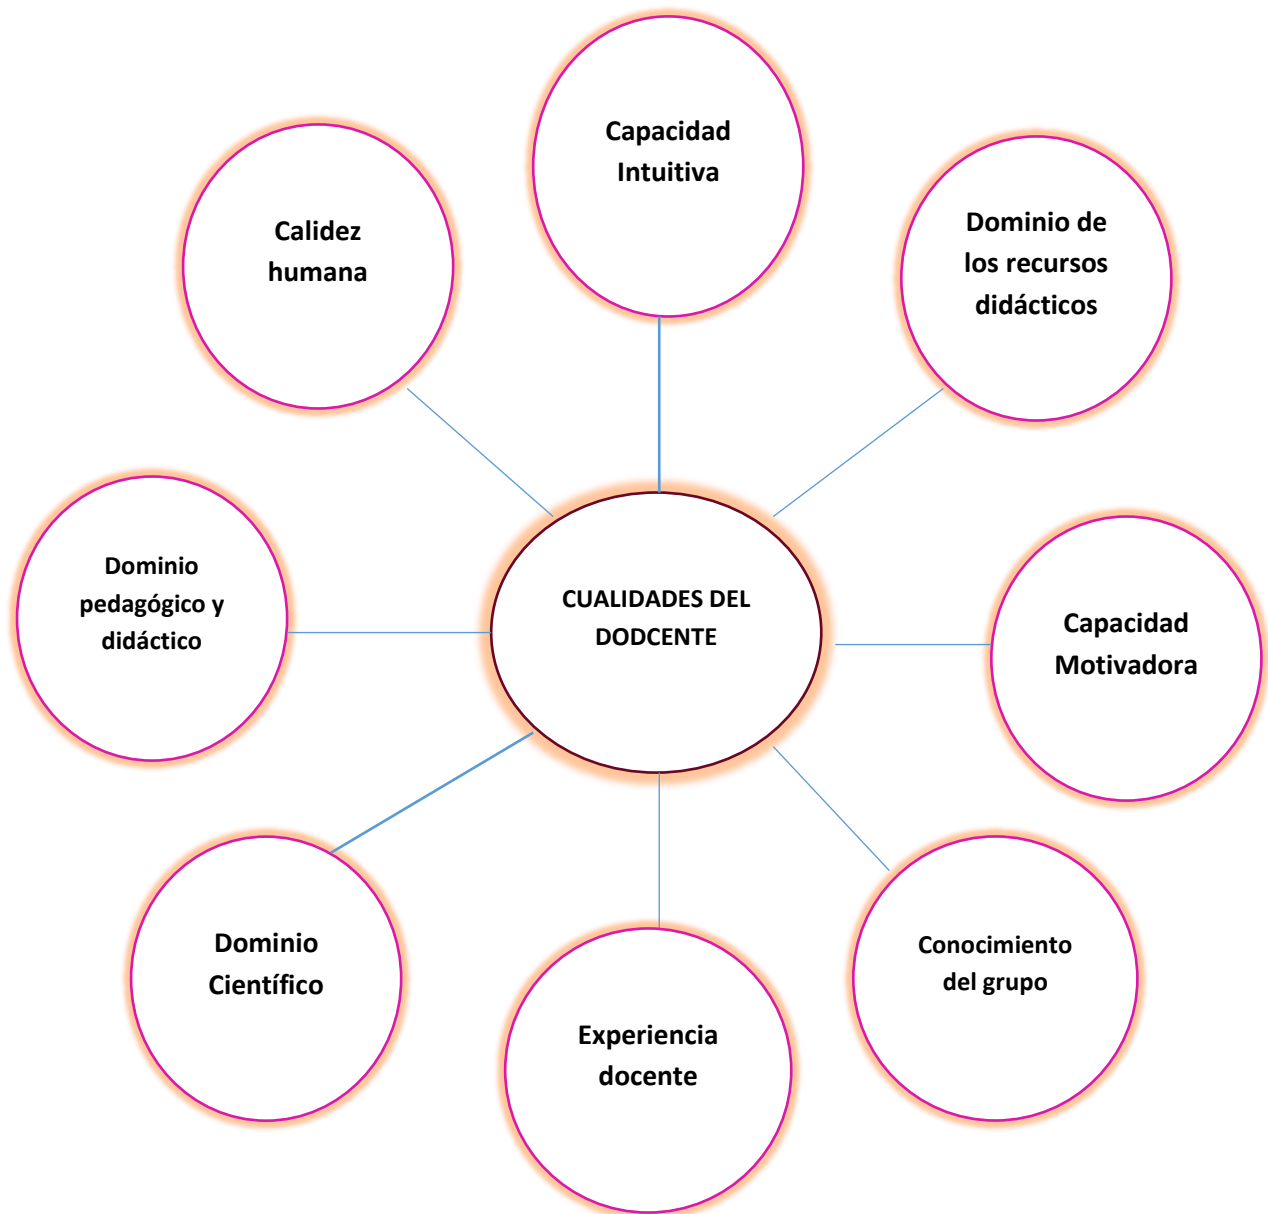 Capacidad
Intuitiva
Calidez
humana
Dominio de
los recursos
didácticos
Dominio
pedagógico y
didáctico
CUALIDADES DEL
DODCENTE
Capacidad
Motivadora
Dominio
Científico
Conocimiento
del grupo
Experiencia
docente